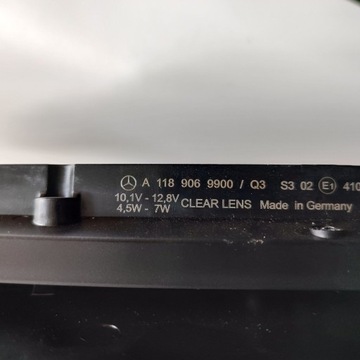 A 118 906 9900 / Q3 S3 02 E1 410
10,1V - 12,8V
4,5W - 7W CLEAR LENS Made in Germany